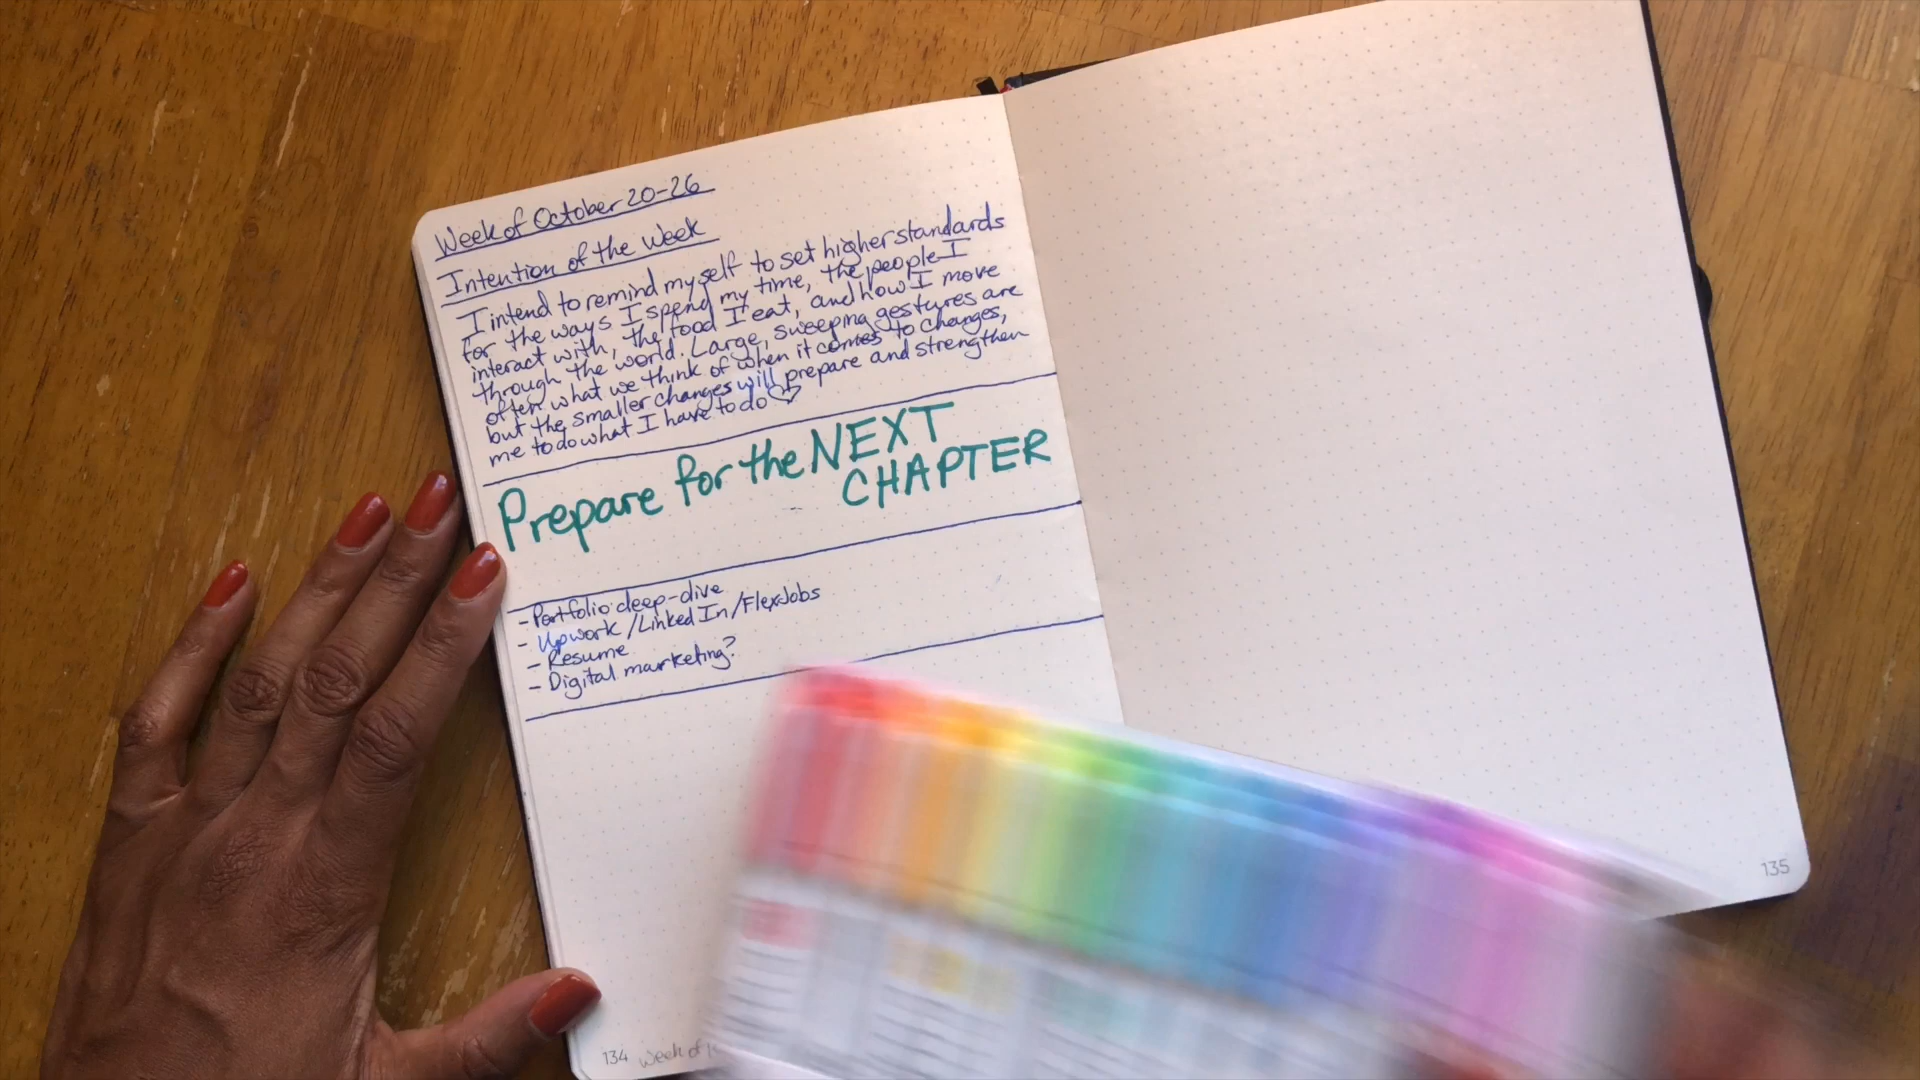 Week of October 20-26
Intention of the Week
I intend to remind myself to set higher standards
for the ways I spend my time, the people I
interact with, the food I eat, and how I move
through the world. Large, sweeping gestures are
often what we think of when it comes to changes,
but the smaller changes will prepare and strengthen
me to do what I have to do
Prepare for the NEXT
CHAPTER
- Portfolio deep-dive
- Upwork/LinkedIn/FlexJobs
- Resume
- Digital marketing?
134 Week of
135